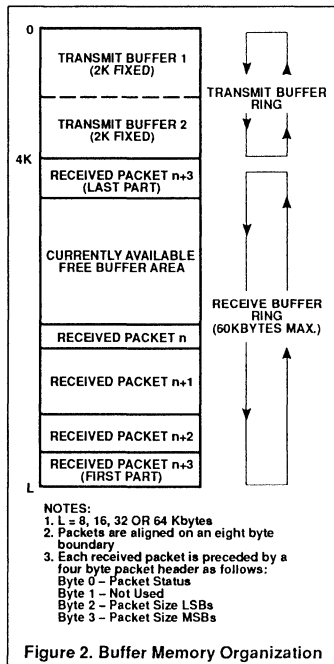 0
TRANSMIT BUFFER 1
(2K FIXED)
TRANSMIT BUFFER 2
(2K FIXED)
TRANSMIT BUFFER
RING
4K
RECEIVED PACKET n+3
(LAST PART)
CURRENTLY AVAILABLE
FREE BUFFER AREA
RECEIVE BUFFER
RING
(60KBYTES MAX.)
RECEIVED PACKET n
RECEIVED PACKET n+1
RECEIVED PACKET n+2
RECEIVED PACKET n+3
(FIRST PART)
L
NOTES:
1. L = 8, 16, 32 OR 64 Kbytes
2. Packets are aligned on an eight byte
boundary
3. Each received packet is preceded by a
four byte packet header as follows:
Byte 0 – Packet Status
Byte 1 – Not Used
Byte 2 – Packet Size LSBs
Byte 3 – Packet Size MSBs
Figure 2. Buffer Memory Organization